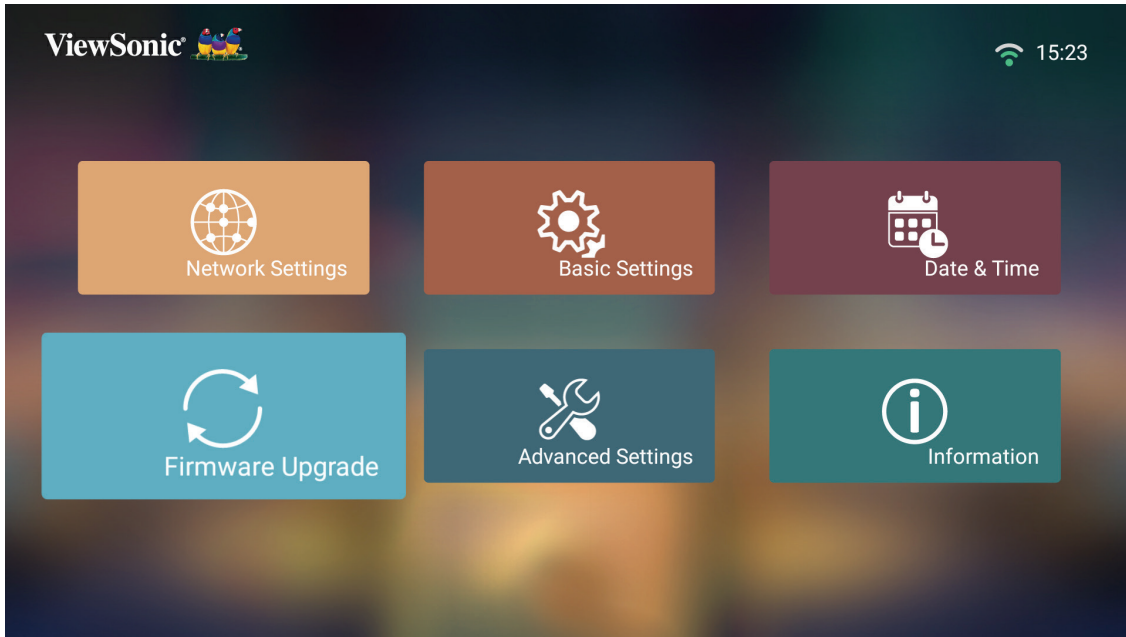 ViewSonic®
15:23
Network Settings
Basic Settings
Date & Time
Firmware Upgrade
Advanced Settings
Information